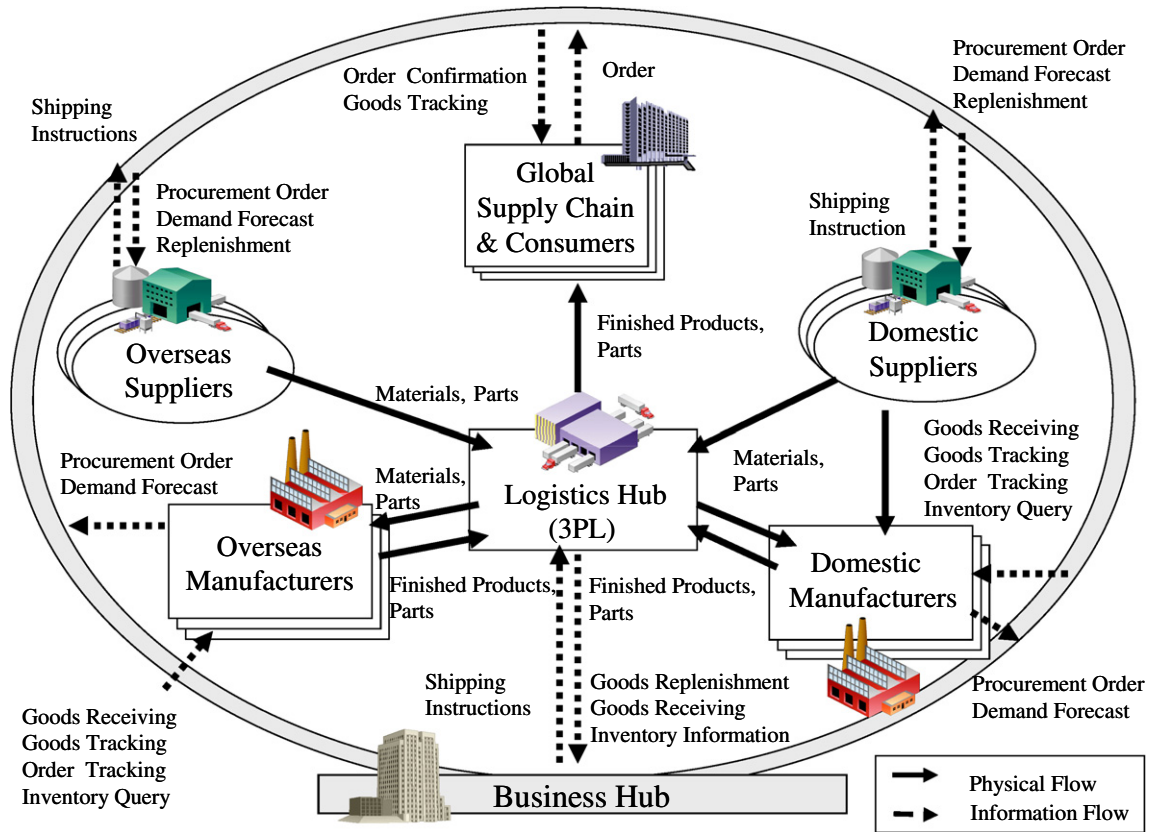 Order Confirmation
Goods Tracking
Order
Procurement Order
Demand Forecast
Replenishment
Shipping
Instructions
Procurement Order
Demand Forecast
Replenishment
Global
Supply Chain
& Consumers
Shipping
Instruction
Overseas
Suppliers
Finished Products,
Parts
Domestic
Suppliers
Materials, Parts
Procurement Order
Demand Forecast
Materials,
Parts
Logistics Hub
(3PL)
Materials,
Parts
Goods Receiving
Goods Tracking
Order Tracking
Inventory Query
Overseas
Manufacturers
Finished Products,
Parts
Finished Products,
Parts
Domestic
Manufacturers
Shipping
Instructions
Goods Replenishment
Goods Receiving
Inventory Information
Procurement Order
Demand Forecast
Goods Receiving
Goods Tracking
Order Tracking
Inventory Query
Business Hub
Physical Flow
Information Flow